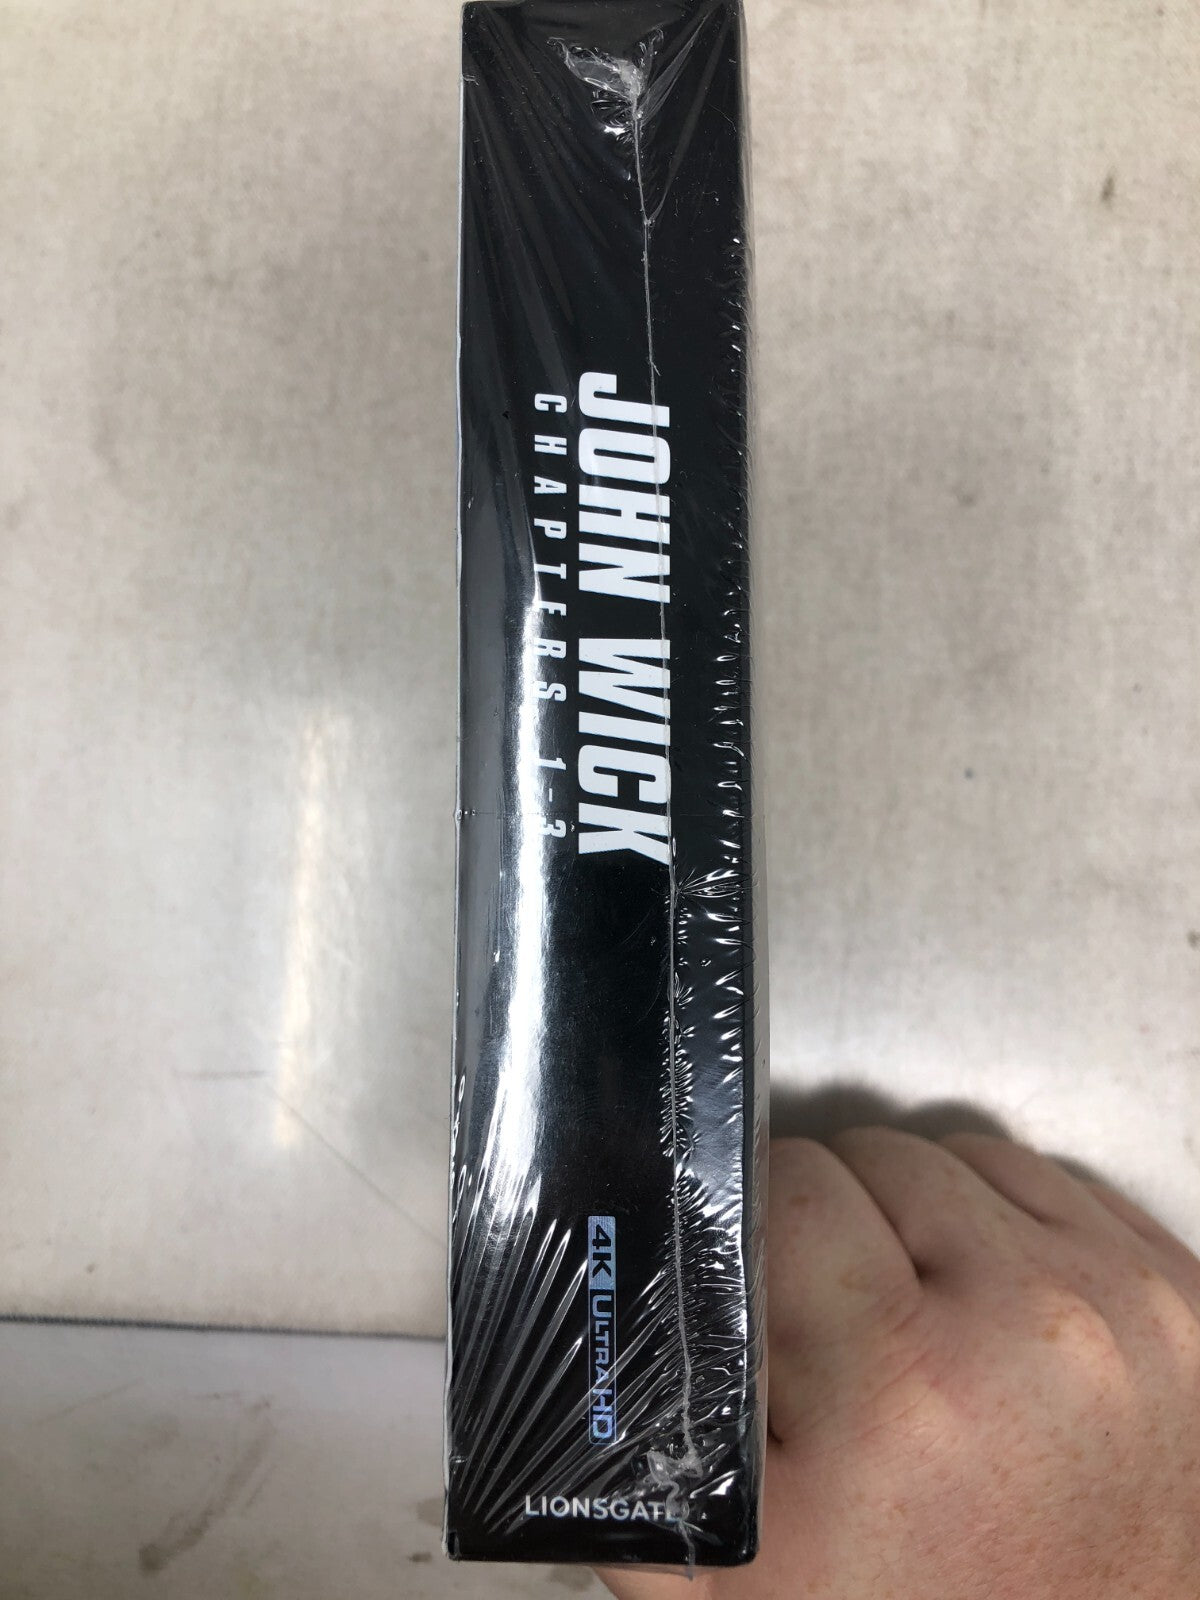 JOHN WICK
CHAPTERS 1-3
4K ULTRA HD
LIONSGATE